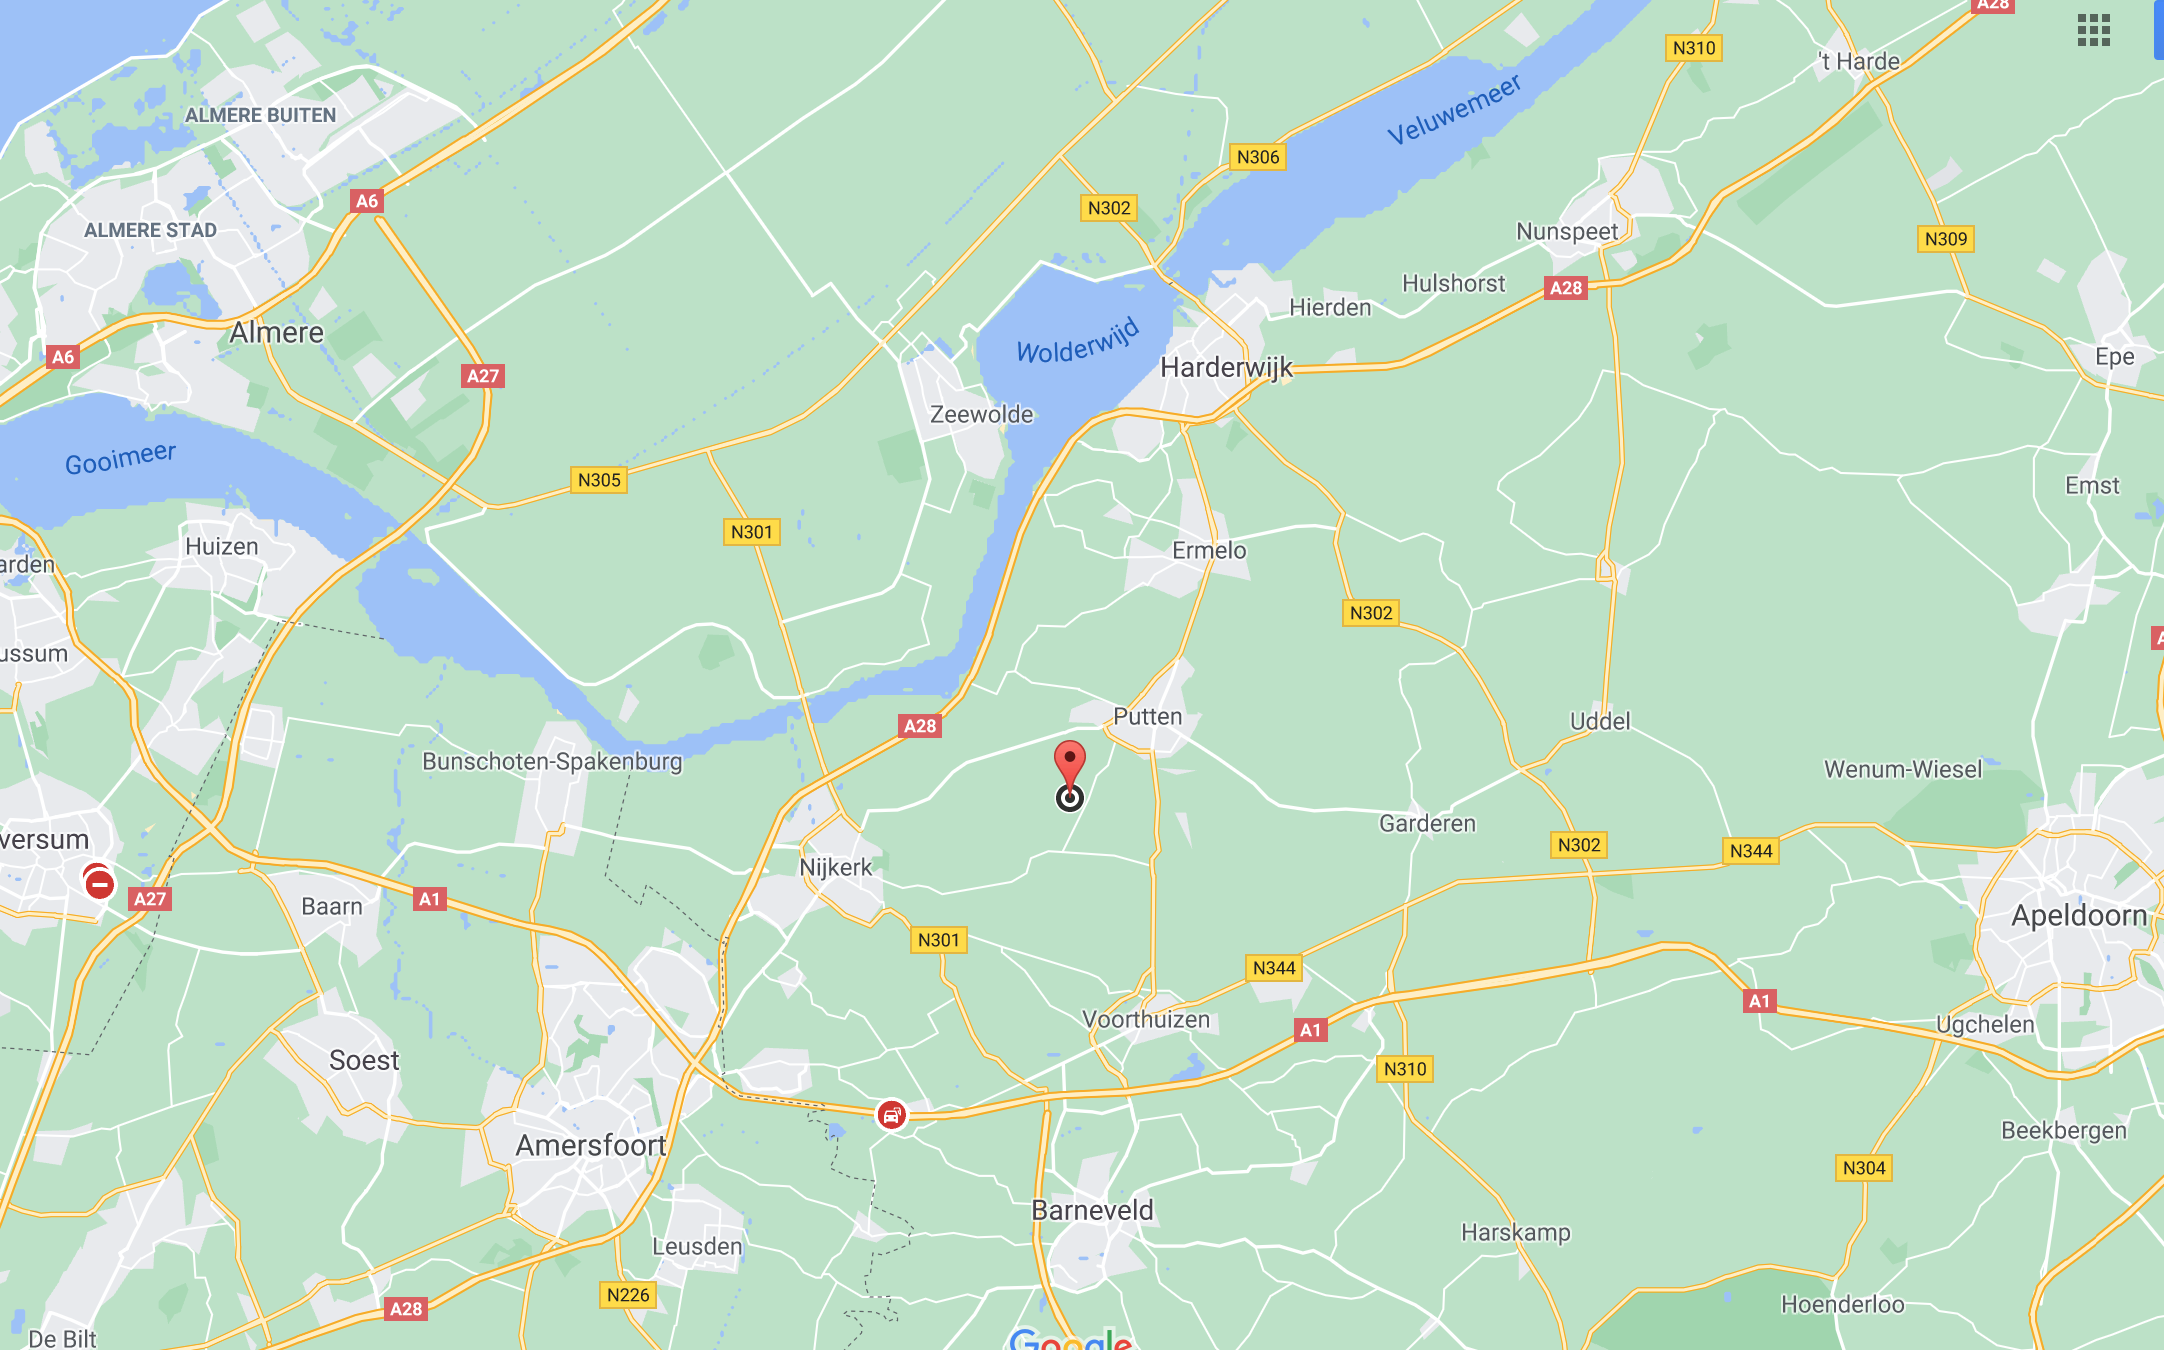 A28
N310
't Harde
Veluwemeer
ALMERE BUITEN
N306
A6
N302
ALMERE STAD
Nunspeet
N309
Hulshorst
A28
Hierden
Almere
Wolderwijd
A6
Epe
Harderwijk
A27
Zeewolde
Gooimeer
N305
Emst
N301
Huizen
Ermelo
arden
N302
A
ussum
Putten
Uddel
A28
Bunschoten-Spakenburg
Wenum-Wiesel
Garderen
versum
N302
N344
Nijkerk
A27
A1
Baarn
Apeldoorn
N301
N344
A1
Voorthuizen
Ugchelen
A1
Soest
N310
Beekbergen
Amersfoort
N304
Barneveld
Harskamp
Leusden
N226
Hoenderloo
A28
De Bilt
Google